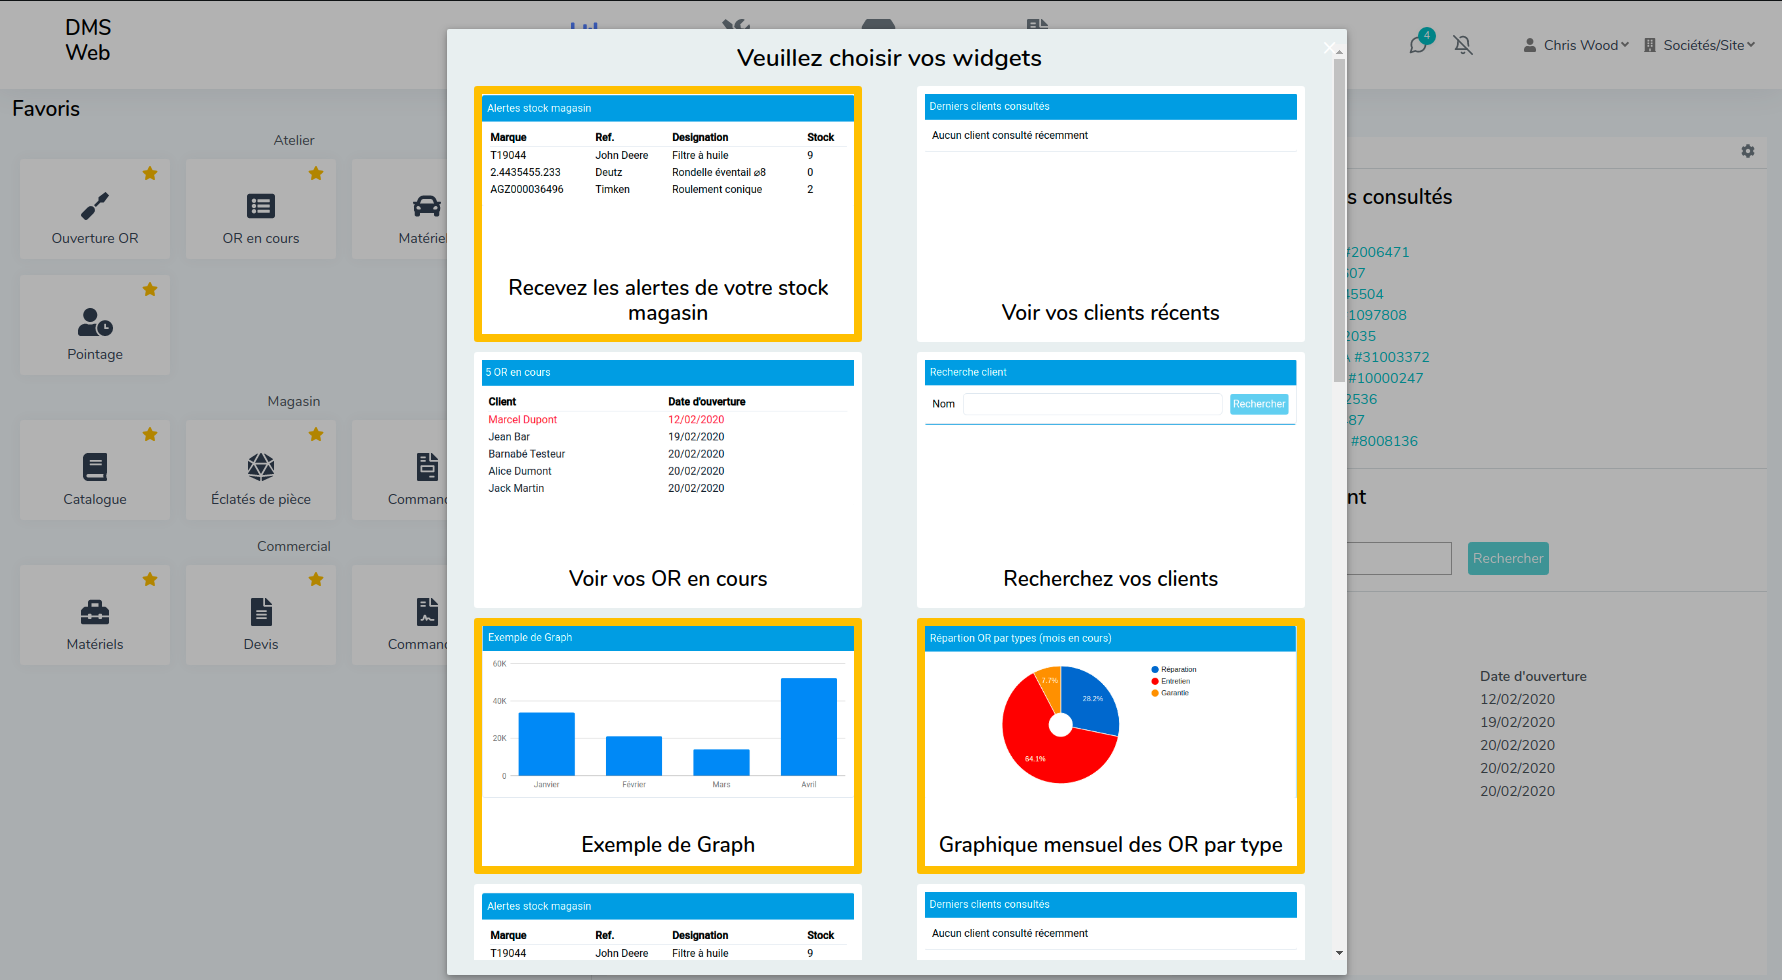 DMS
Web
4
Chris Wood
Sociétés/Site
Favoris
Atelier
Ouverture OR
OR en cours
Matériel
Pointage
Magasin
Catalogue
Éclatés de pièce
Comman
Commercial
Matériels
Devis
Comman
Veuillez choisir vos widgets
Alertes stock magasin
Marque Ref. Designation Stock
T19044 John Deere Filtre à huile 9
2.4435455.233 Deutz Rondelle éventail ⌀8 0
AGZ000036496 Timken Roulement conique 2
Recevez les alertes de votre stock
magasin
Derniers clients consultés
Aucun client consulté récemment
Voir vos clients récents
5 OR en cours
Client Date d'ouverture
Marcel Dupont 12/02/2020
Jean Bar 19/02/2020
Barnabé Testeur 20/02/2020
Alice Dumont 20/02/2020
Jack Martin 20/02/2020
Voir vos OR en cours
Recherche client
Nom Rechercher
Recherchez vos clients
Exemple de Graph
60K
40K
20K
0
Janvier Février Mars Avril
Exemple de Graph
Répartion OR par types (mois en cours)
7.7%
28.2%
64.1%
Réparation
Entretien
Garantie
Graphique mensuel des OR par type
Alertes stock magasin
Marque Ref. Designation Stock
T19044 John Deere Filtre à huile 9
Derniers clients consultés
Aucun client consulté récemment
s consultés
#2006471
607
45504
1097808
2035
#31003372
#10000247
2536
87
#8008136
nt
Rechercher
Date d'ouverture
12/02/2020
19/02/2020
20/02/2020
20/02/2020
20/02/2020